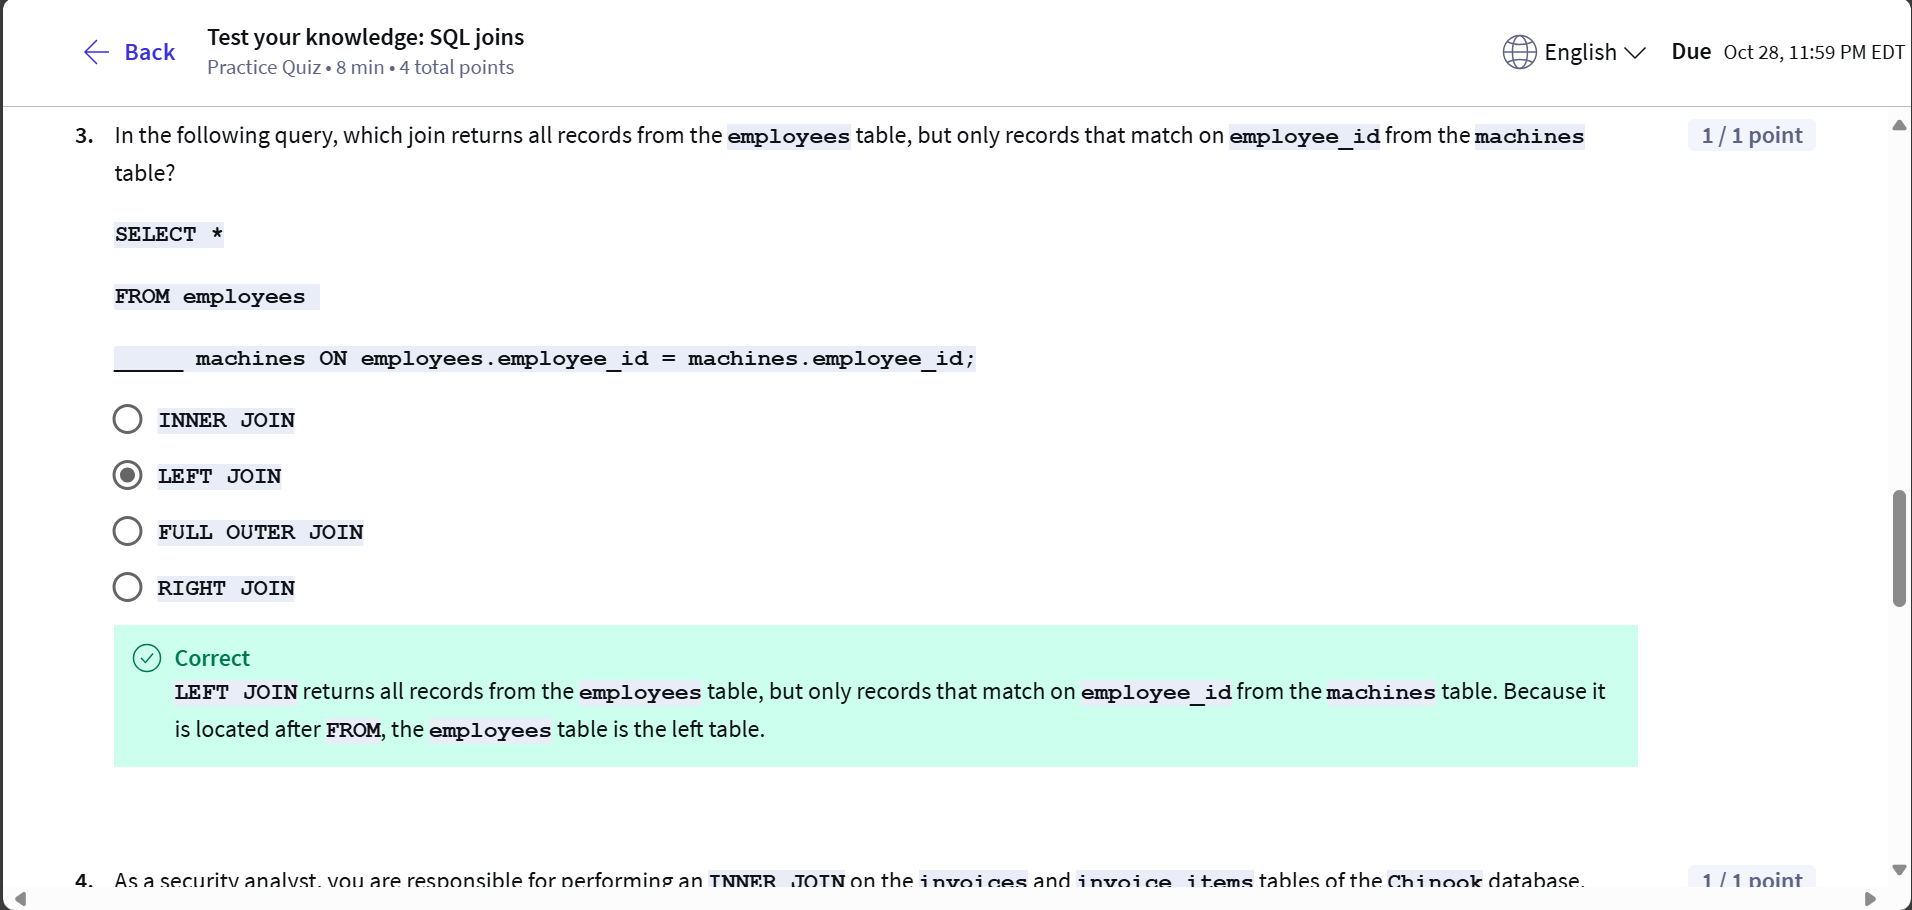 Back
Test your knowledge: SQL joins
Practice Quiz • 8 min • 4 total points
English
Due Oct 28, 11:59 PM EDT
3. In the following query, which join returns all records from the employees table, but only records that match on employee_id from the machines
table?
1 / 1 point
SELECT *
FROM employees
_____ machines ON employees.employee_id = machines.employee_id;
INNER JOIN
LEFT JOIN
FULL OUTER JOIN
RIGHT JOIN
Correct
LEFT JOIN returns all records from the employees table, but only records that match on employee_id from the machines table. Because it
is located after FROM, the employees table is the left table.
4. As a security analyst, you are responsible for performing an INNER JOIN on the invoices and invoice_items tables of the Chinook database.
1 / 1 point